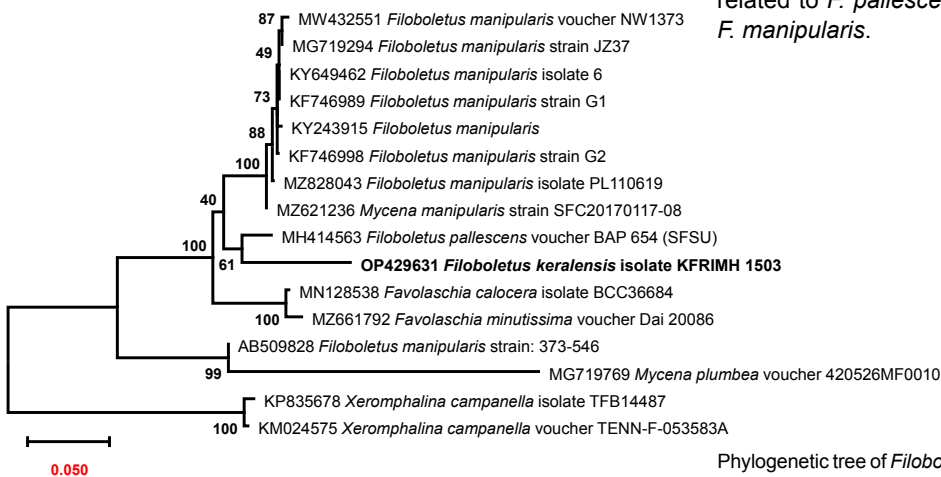 related to F. pallesce
F. manipularis.
87
MW432551 Filoboletus manipularis voucher NW1373
49
MG719294 Filoboletus manipularis strain JZ37
KY649462 Filoboletus manipularis isolate 6
73
KF746989 Filoboletus manipularis strain G1
88
KY243915 Filoboletus manipularis
KF746998 Filoboletus manipularis strain G2
100
MZ828043 Filoboletus manipularis isolate PL110619
40
MZ621236 Mycena manipularis strain SFC20170117-08
MH414563 Filoboletus pallescens voucher BAP 654 (SFSU)
100
61
OP429631 Filoboletus keralensis isolate KFRIMH 1503
MN128538 Favolaschia calocera isolate BCC36684
100
MZ661792 Favolaschia minutissima voucher Dai 20086
AB509828 Filoboletus manipularis strain: 373-546
99
MG719769 Mycena plumbea voucher 420526MF0010
KP835678 Xeromphalina campanella isolate TFB14487
100
KM024575 Xeromphalina campanella voucher TENN-F-053583A
0.050
Phylogenetic tree of Filobo